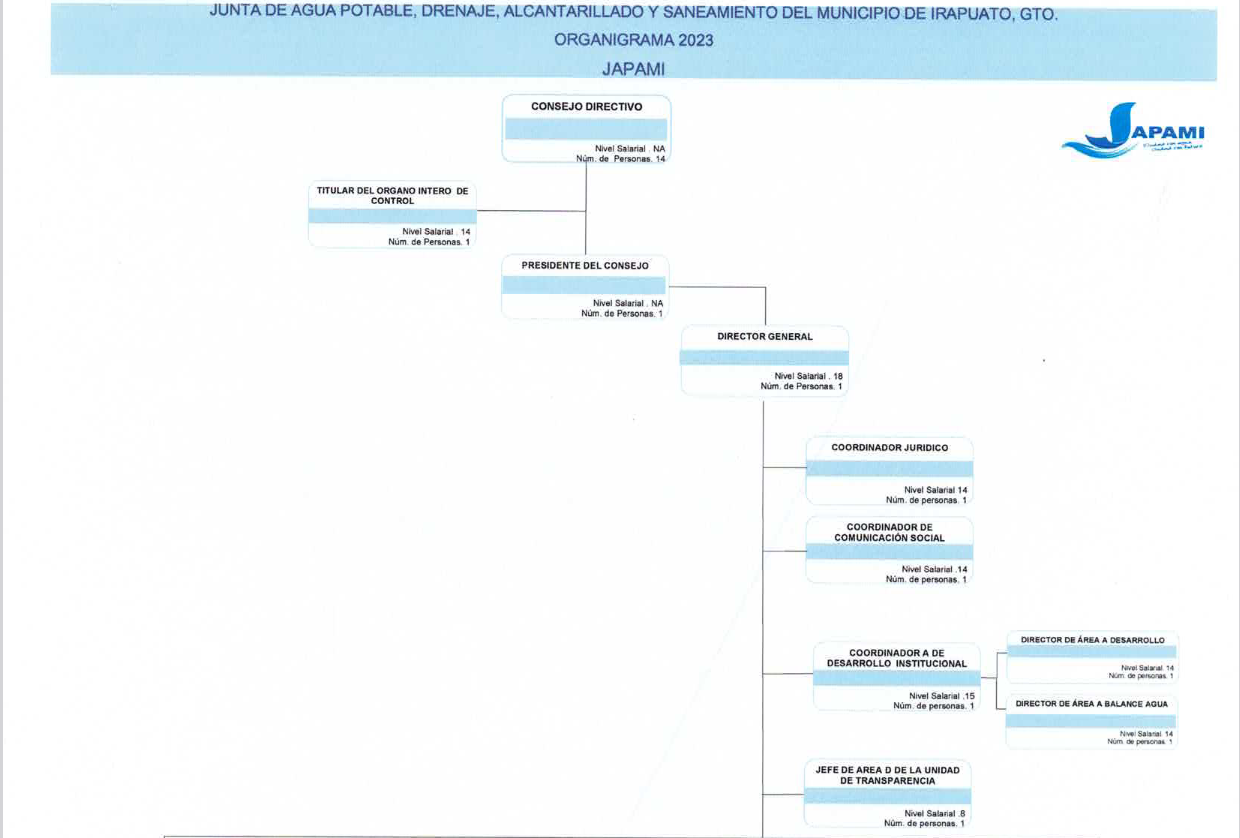 JUNTA DE AGUA POTABLE, DRENAJE, ALCANTARILLADO Y SANEAMIENTO DEL MUNICIPIO DE IRAPUATO, GTO.
ORGANIGRAMA 2023
JAPAMI
CONSEJO DIRECTIVO
Nivel Salarial . NA
Núm. de Personas. 14
JAPAMI
Ciudad con agua
Ciudad con futuro
TITULAR DEL ORGANO INTERO DE
CONTROL
Nivel Salarial . 14
Núm. de Personas. 1
PRESIDENTE DEL CONSEJO
Nivel Salarial . NA
Núm. de Personas. 1
DIRECTOR GENERAL
Nivel Salarial . 18
Núm. de Personas. 1
COORDINADOR JURIDICO
Nivel Salarial 14
Núm. de personas. 1
COORDINADOR DE
COMUNICACIÓN SOCIAL
Nivel Salarial .14
Núm. de personas. 1
COORDINADOR A DE
DESARROLLO INSTITUCIONAL
Nivel Salarial .15
Núm. de personas. 1
DIRECTOR DE ÁREA A DESARROLLO
Nivel Salarial. 14
Núm. de personas. 1
DIRECTOR DE ÁREA A BALANCE AGUA
Nivel Salarial. 14
Núm. de personas. 1
JEFE DE AREA D DE LA UNIDAD
DE TRANSPARENCIA
Nivel Salarial .8
Núm. de personas. 1